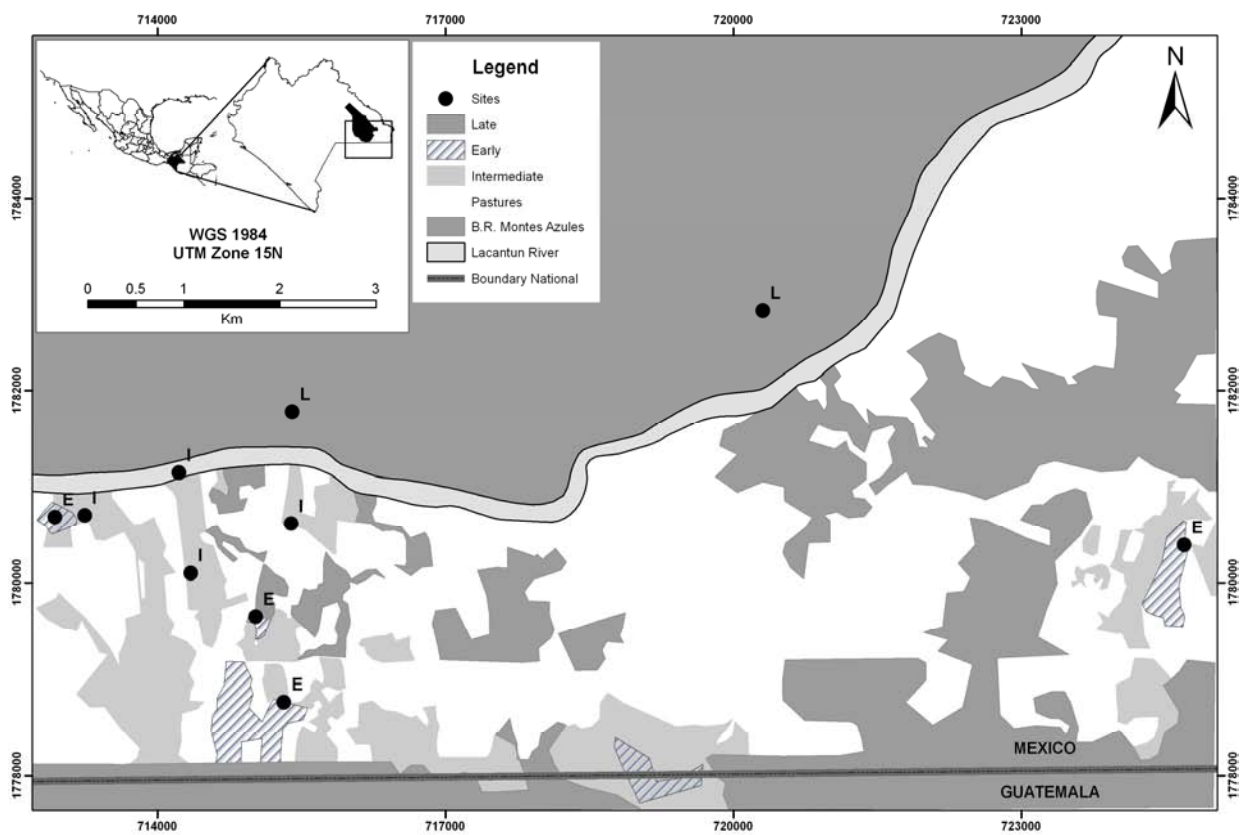 714000 717000 720000 723000
Legend
Sites
Late
Early
Intermediate
Pastures
B.R. Montes Azules
Lacantun River
Boundary National
WGS 1984
UTM Zone 15N
0 0.5 1 2 3
Km
N
1784000 1784000
L
1782000 1782000
L
I
E I
I
E
I
1780000 1780000
E
E
MEXICO
1778000 1778000
GUATEMALA
714000 717000 720000 723000